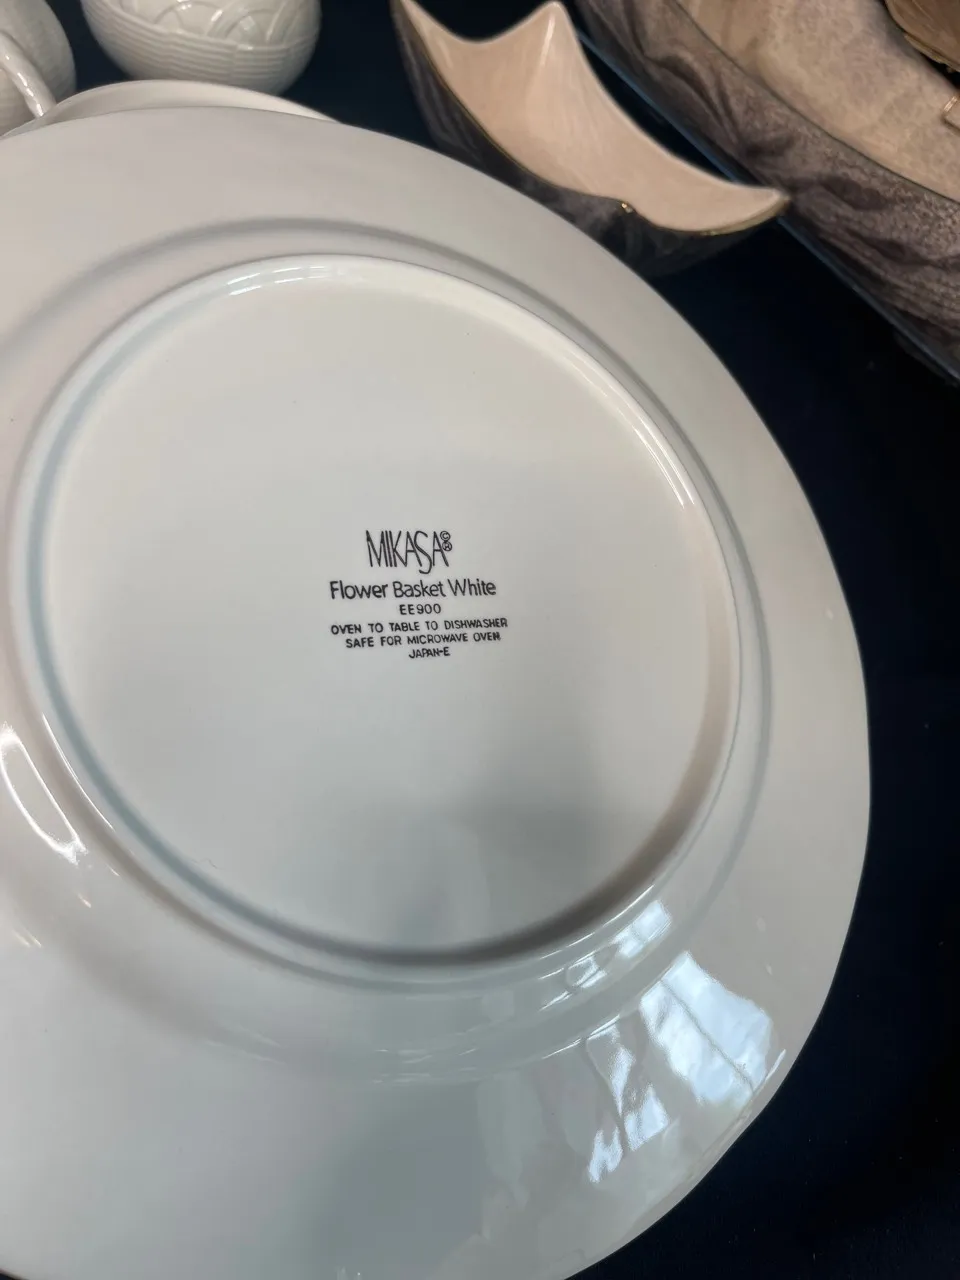 MIKASA©®
Flower Basket White
EE900
OVEN TO TABLE TO DISHWASHER
SAFE FOR MICROWAVE OVEN
JAPAN-E